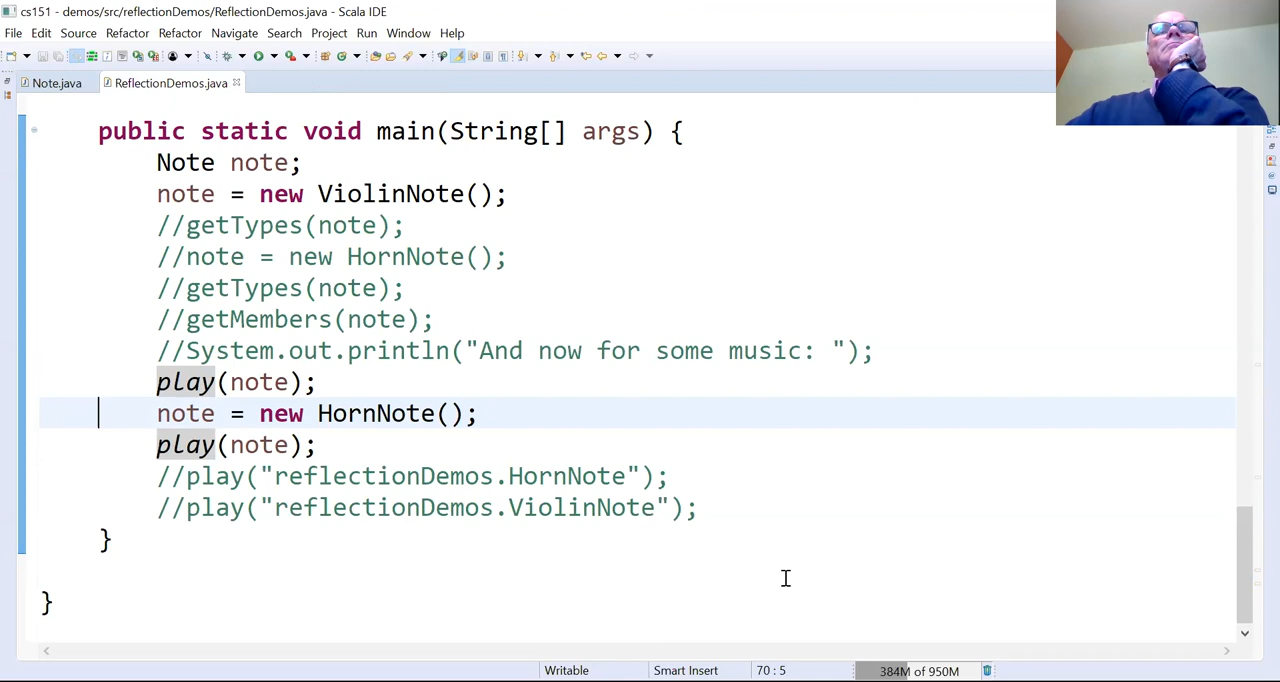 cs151 - demos/src/reflectionDemos/ReflectionDemos.java - Scala IDE
File Edit Source Refactor Refactor Navigate Search Project Run Window Help
Note.java ReflectionDemos.java
public static void main(String[] args) {
Note note;
note = new ViolinNote();
//getTypes(note);
//note = new HornNote();
//getTypes(note);
//getMembers(note);
//System.out.println("And now for some music: ");
play(note);
note = new HornNote();
play(note);
//play("reflectionDemos.HornNote");
//play("reflectionDemos.ViolinNote");
}
}
Writable Smart Insert 70 : 5 384M of 950M